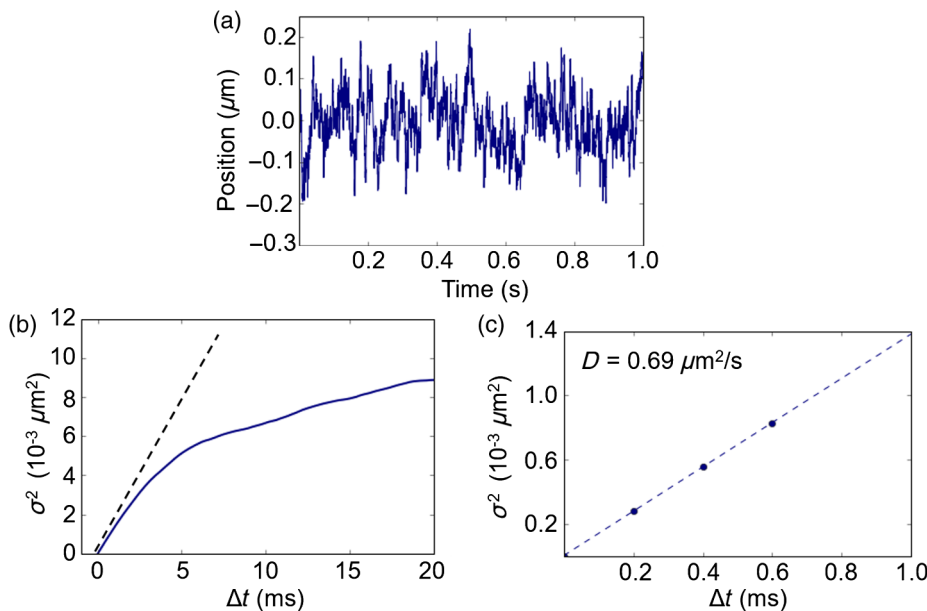 (a)
0.2
0.1
0.0
−0.1
−0.2
−0.3
Position (µm)
0.2 0.4 0.6 0.8 1.0
Time (s)
(b)
12
10
8
6
4
2
0
σ² (10⁻³ µm²)
0 5 10 15 20
Δt (ms)
(c)
1.4
1.0
0.6
0.2
σ² (10⁻³ µm²)
D = 0.69 µm²/s
0.2 0.4 0.6 0.8 1.0
Δt (ms)